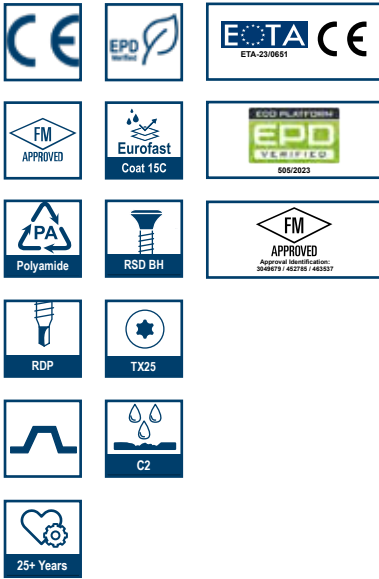 CE
EPD
Verified
EOTA CE
ETA-23/0651
FM
APPROVED
Eurofast
Coat 15C
ECO PLATFORM
EPD
VERIFIED
505/2023
PA
Polyamide
RSD BH
FM
APPROVED
Approval Identification:
3049679 / 452785 / 463537
RDP
TX25
C2
25+ Years